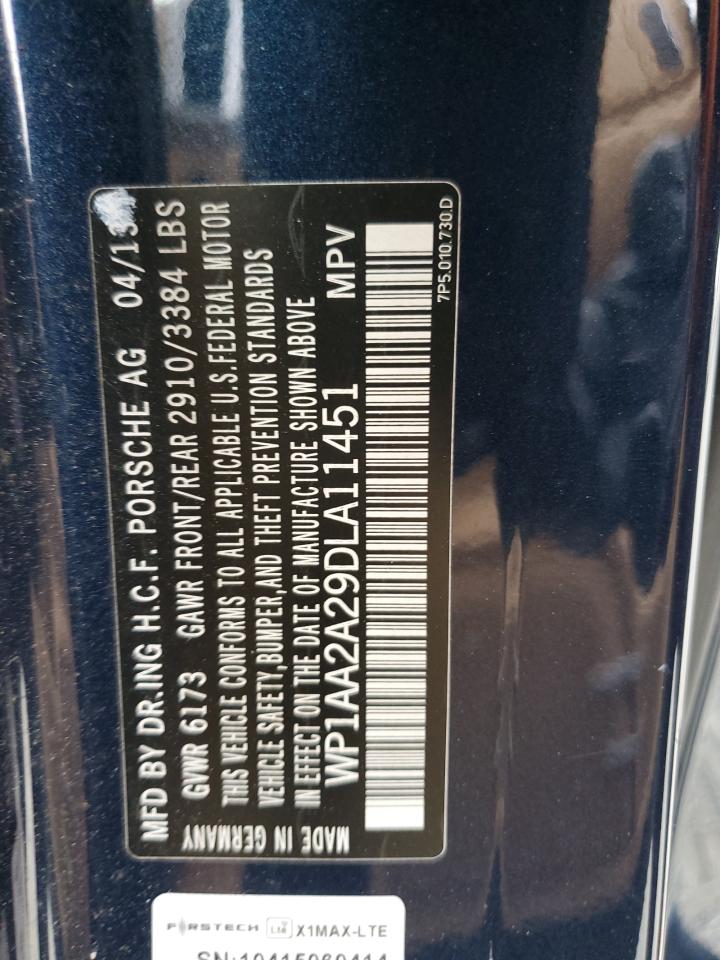 MFD BY DR.ING H.C.F. PORSCHE AG 04/13
GVWR 6173 GAWR FRONT/REAR 2910/3384 LBS
THIS VEHICLE CONFORMS TO ALL APPLICABLE U.S.FEDERAL MOTOR
VEHICLE SAFETY,BUMPER,AND THEFT PREVENTION STANDARDS
IN EFFECT ON THE DATE OF MANUFACTURE SHOWN ABOVE
WP1AA2A29DLA11451 MPV
MADE IN GERMANY
7P5.010.730.D
FIRSTECH LTE X1MAX-LTE